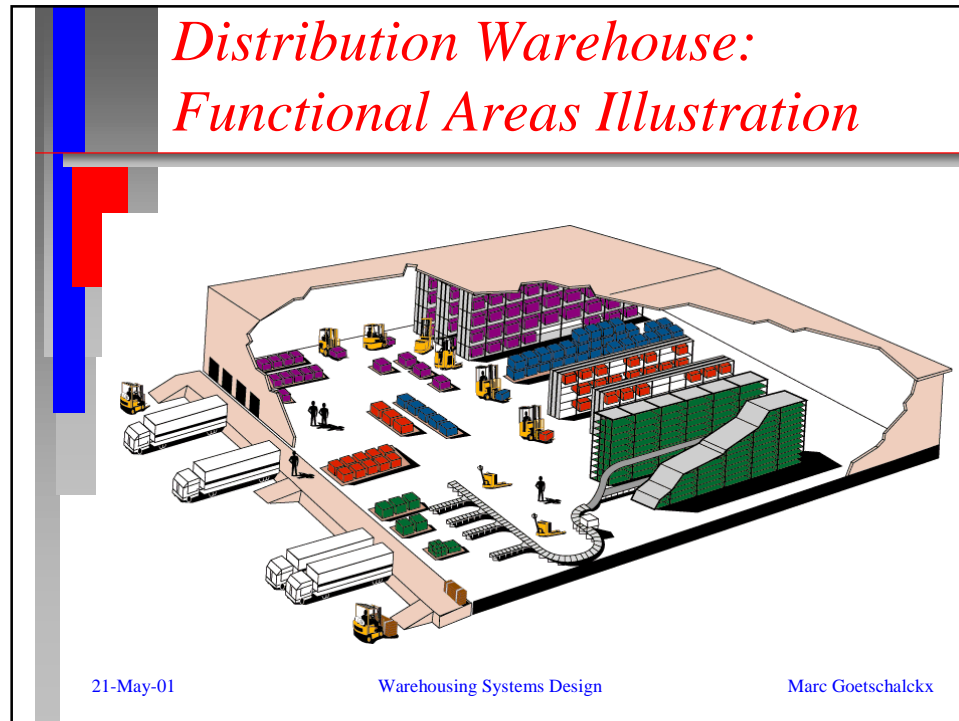 Distribution Warehouse:
Functional Areas Illustration
21-May-01
Warehousing Systems Design
Marc Goetschalckx